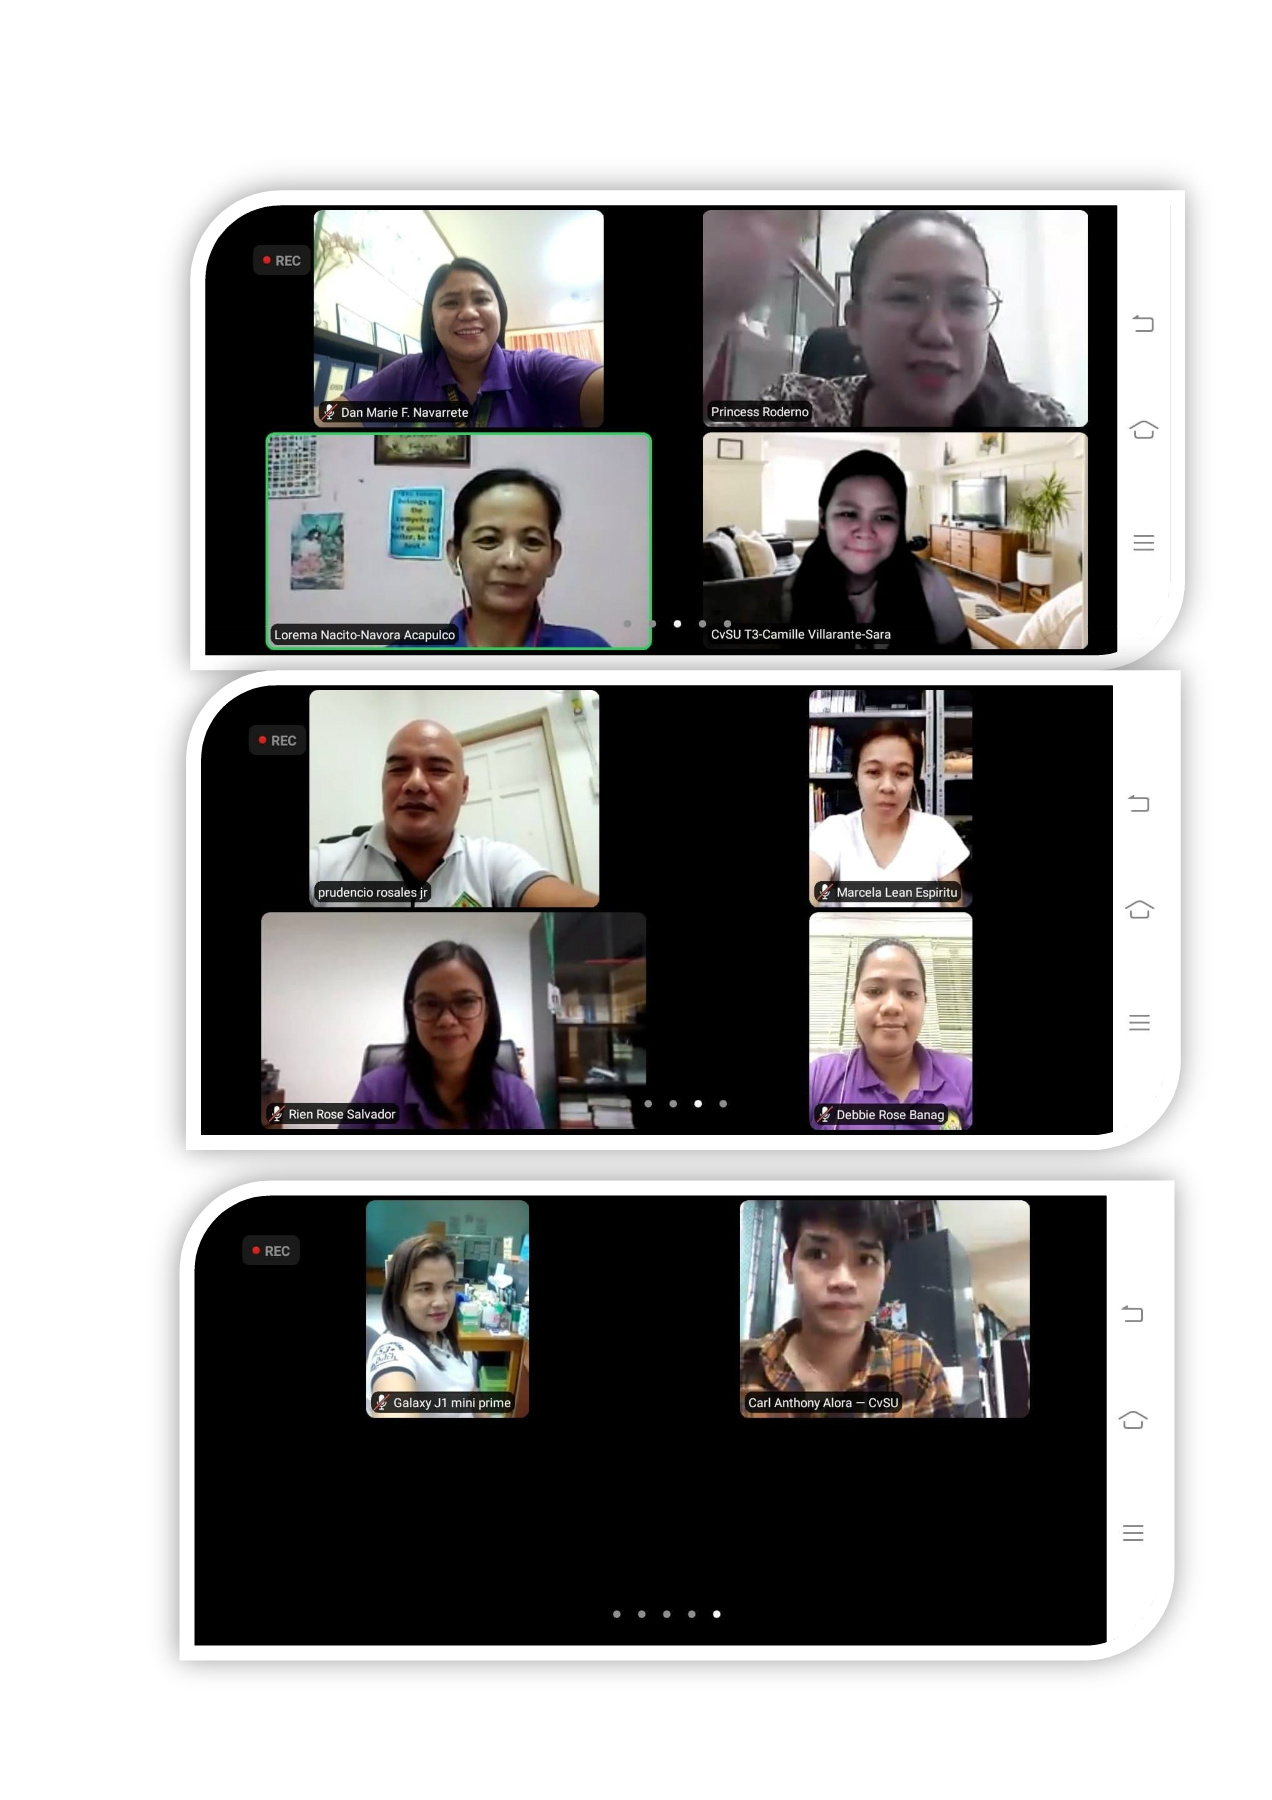 REC
Dan Marie F. Navarrete
Princess Roderno
Lorema Nacito-Navora Acapulco
CvSU T3-Camille Villarante-Sara
REC
prudencio rosales jr
Marcela Lean Espiritu
Rien Rose Salvador
Debbie Rose Banag
REC
Galaxy J1 mini prime
Carl Anthony Alora — CvSU